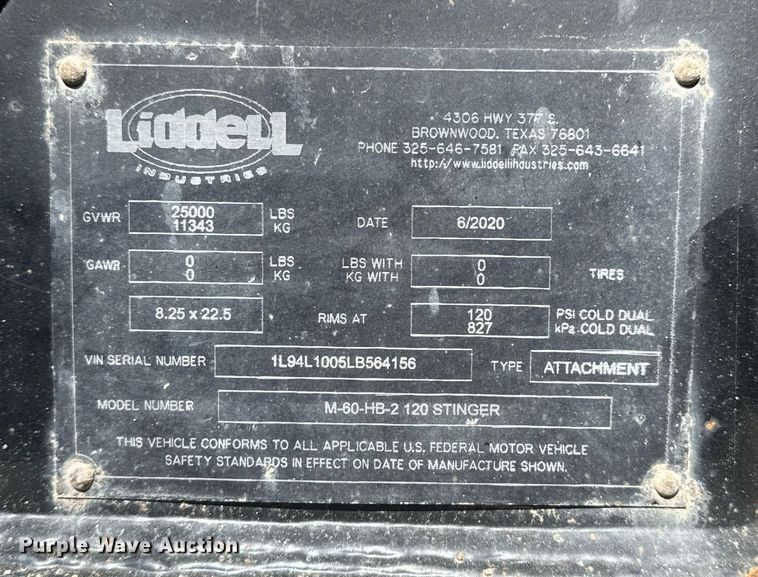 Liddell
INDUSTRIES
4306 HWY 377 S.
BROWNWOOD, TEXAS 76801
PHONE 325-646-7581 FAX 325-643-6641
http://www.liddellindustries.com
GVWR 25000 LBS
11343 KG
DATE 6/2020
GAWR 0 LBS
0 KG
LBS WITH 0
KG WITH 0
TIRES
8.25 x 22.5 RIMS AT 120 PSI COLD DUAL
827 kPa COLD DUAL
VIN SERIAL NUMBER 1L94L1005LB564156 TYPE ATTACHMENT
MODEL NUMBER M-60-HB-2 120 STINGER
THIS VEHICLE CONFORMS TO ALL APPLICABLE U.S. FEDERAL MOTOR VEHICLE
SAFETY STANDARDS IN EFFECT ON DATE OF MANUFACTURE SHOWN.
Purple Wave Auction